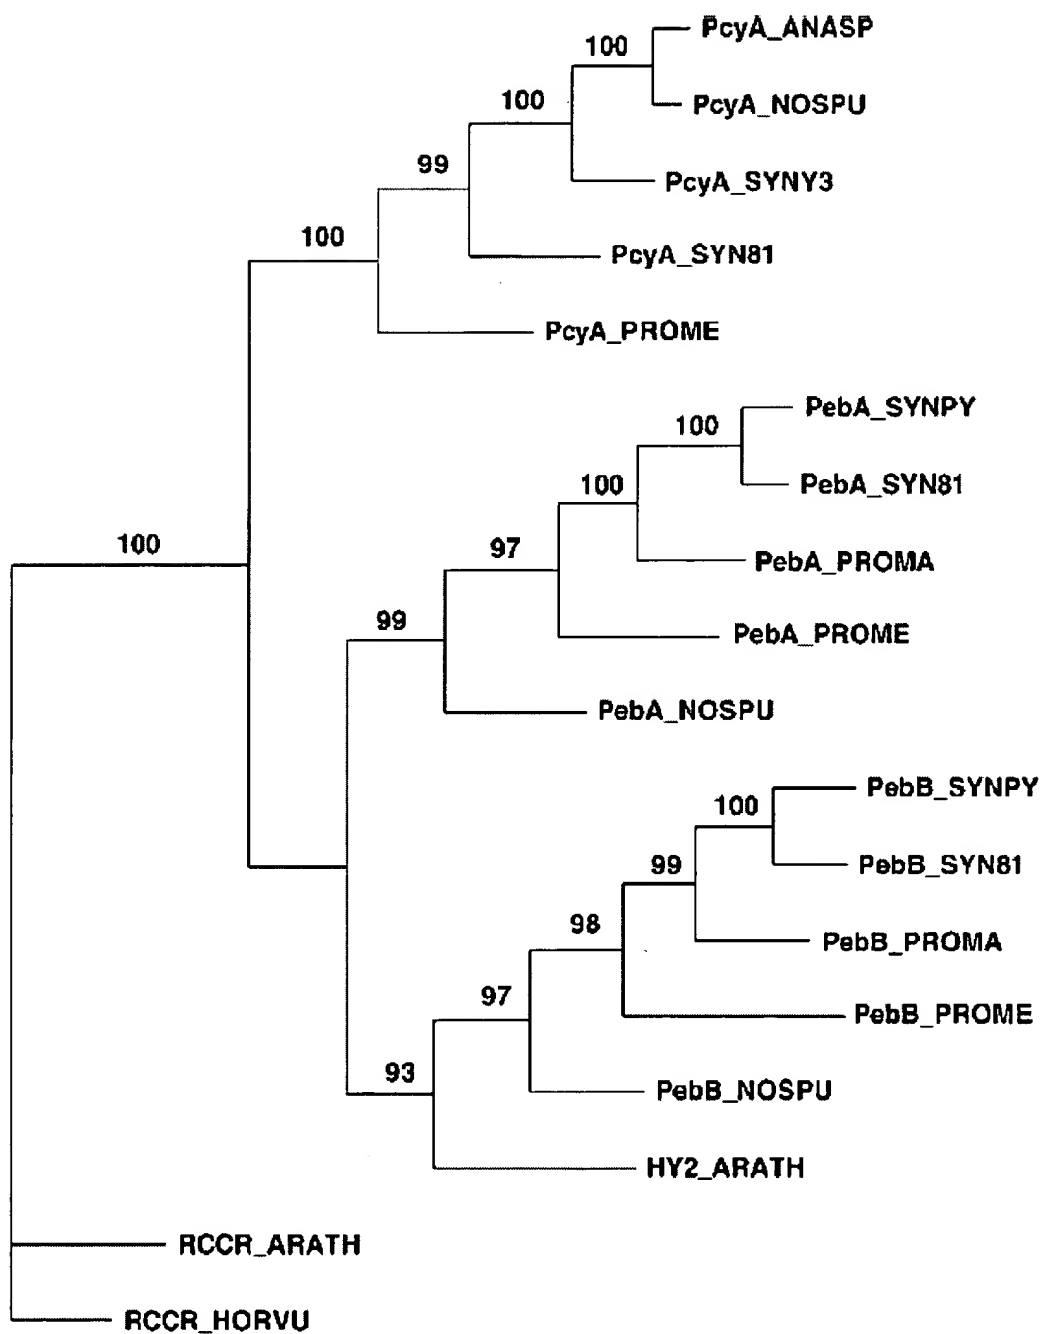 PcyA_ANASP
100
PcyA_NOSPU
100
PcyA_SYNY3
99
PcyA_SYN81
100
PcyA_PROME
PebA_SYNPY
100
PebA_SYN81
100
PebA_PROMA
97
100
PebA_PROME
99
PebA_NOSPU
PebB_SYNPY
100
PebB_SYN81
99
PebB_PROMA
98
PebB_PROME
97
PebB_NOSPU
93
HY2_ARATH
RCCR_ARATH
RCCR_HORVU